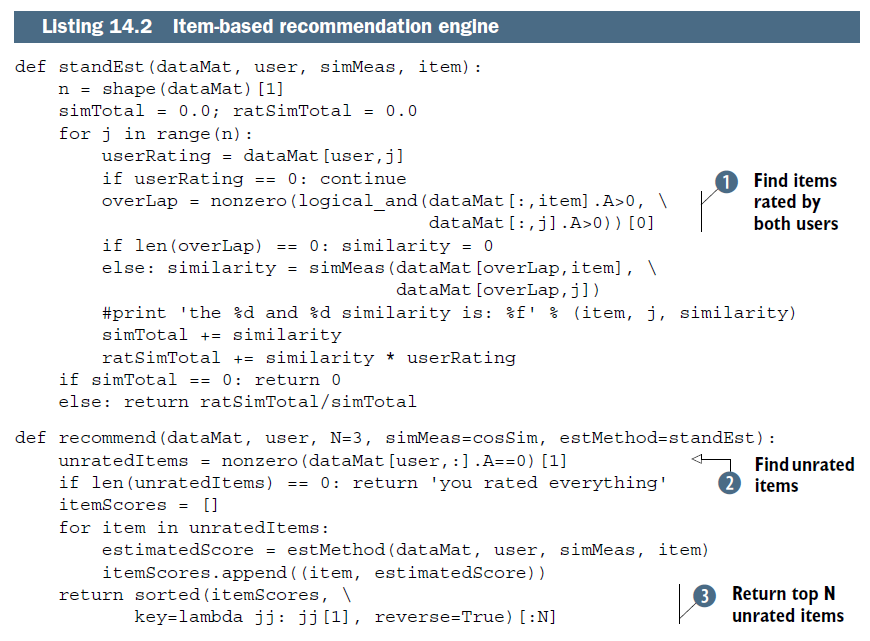 Listing 14.2 Item-based recommendation engine
def standEst(dataMat, user, simMeas, item):
    n = shape(dataMat)[1]
    simTotal = 0.0; ratSimTotal = 0.0
    for j in range(n):
        userRating = dataMat[user,j]
        if userRating == 0: continue
        overLap = nonzero(logical_and(dataMat[:,item].A>0, \
                                      dataMat[:,j].A>0))[0]
        if len(overLap) == 0: similarity = 0
        else: similarity = simMeas(dataMat[overLap,item], \
                                   dataMat[overLap,j])
        #print 'the %d and %d similarity is: %f' % (item, j, similarity)
        simTotal += similarity
        ratSimTotal += similarity * userRating
    if simTotal == 0: return 0
    else: return ratSimTotal/simTotal
1 Find items
rated by
both users
def recommend(dataMat, user, N=3, simMeas=cosSim, estMethod=standEst):
    unratedItems = nonzero(dataMat[user,:].A==0)[1]
    if len(unratedItems) == 0: return 'you rated everything'
    itemScores = []
    for item in unratedItems:
        estimatedScore = estMethod(dataMat, user, simMeas, item)
        itemScores.append((item, estimatedScore))
    return sorted(itemScores, \
           key=lambda jj: jj[1], reverse=True)[:N]
2 Find unrated
items
3 Return top N
unrated items